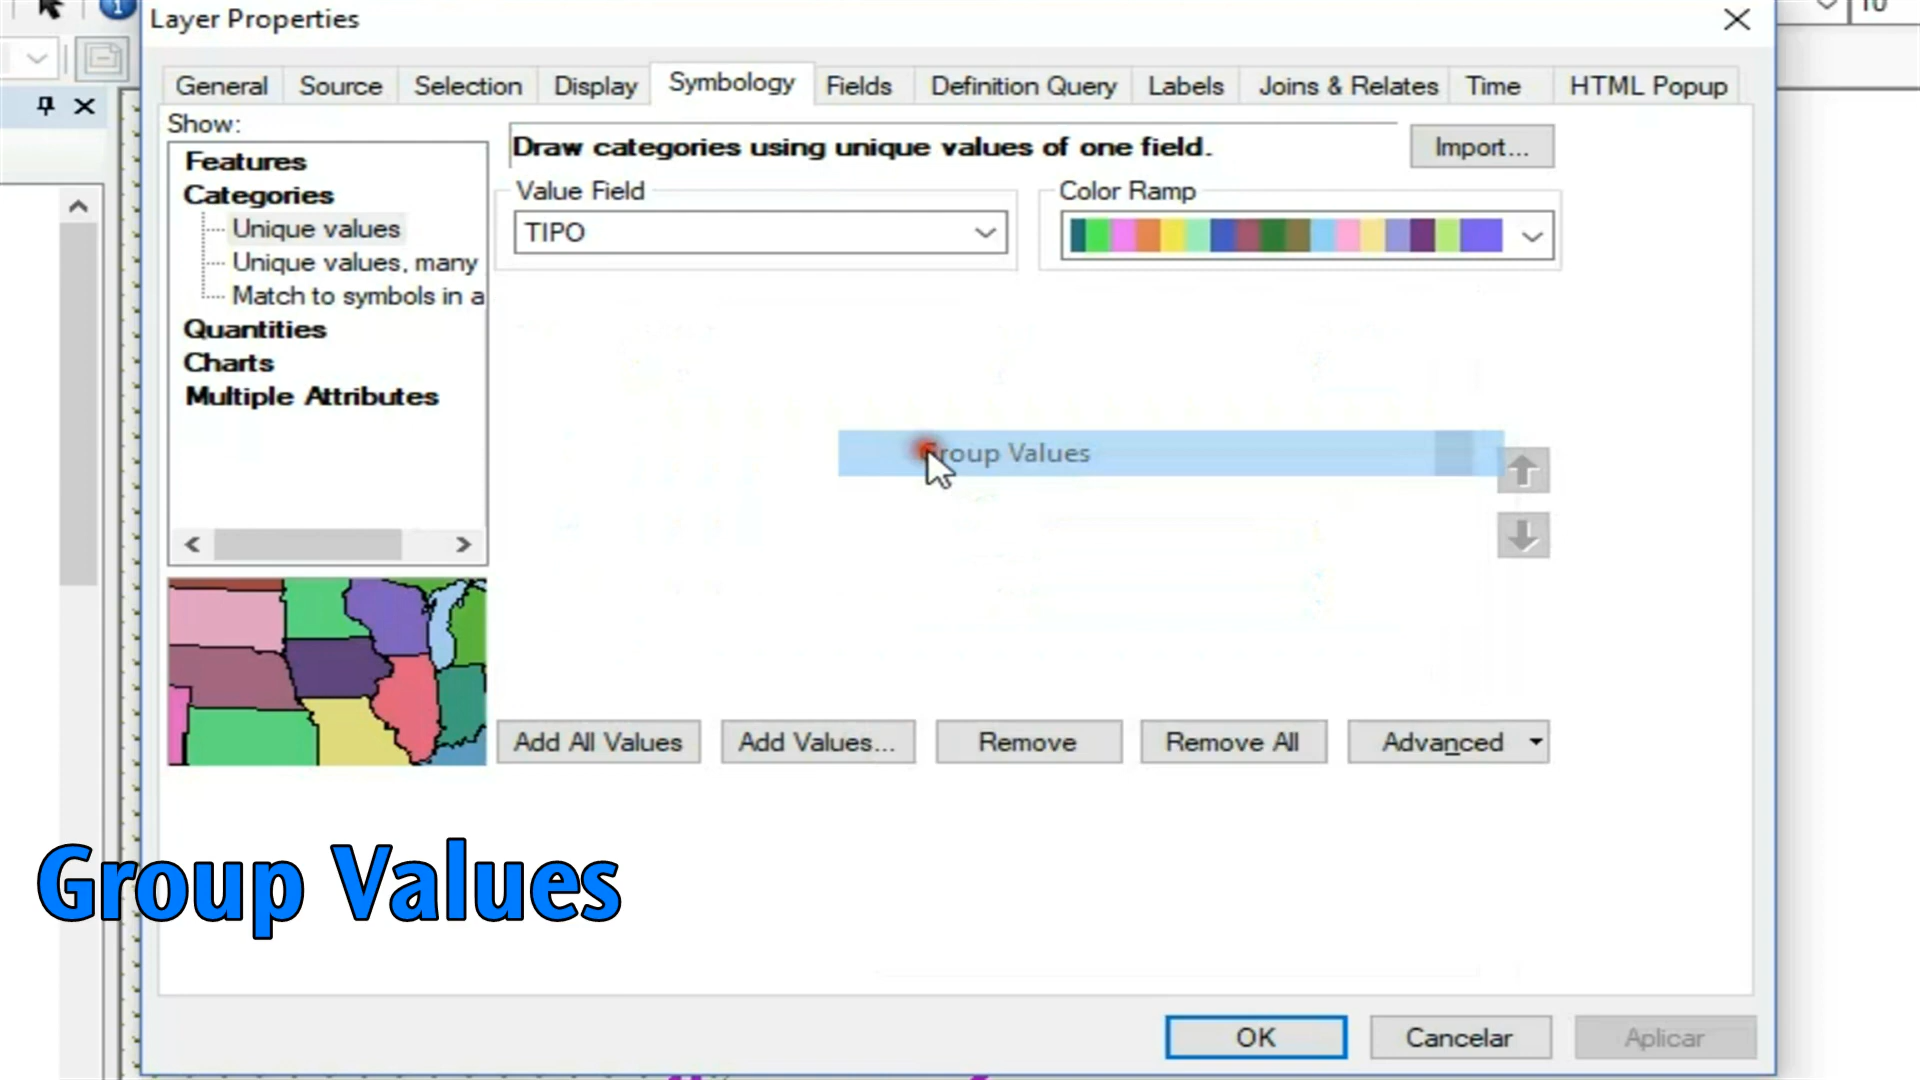 Layer Properties
General Source Selection Display Symbology Fields Definition Query Labels Joins & Relates Time HTML Popup
Show:
Features
Categories
Unique values
Unique values, many
Match to symbols in a
Quantities
Charts
Multiple Attributes
Draw categories using unique values of one field.
Import...
Value Field
TIPO
Color Ramp
Group Values
Add All Values Add Values... Remove Remove All Advanced
Group Values
OK Cancelar Aplicar